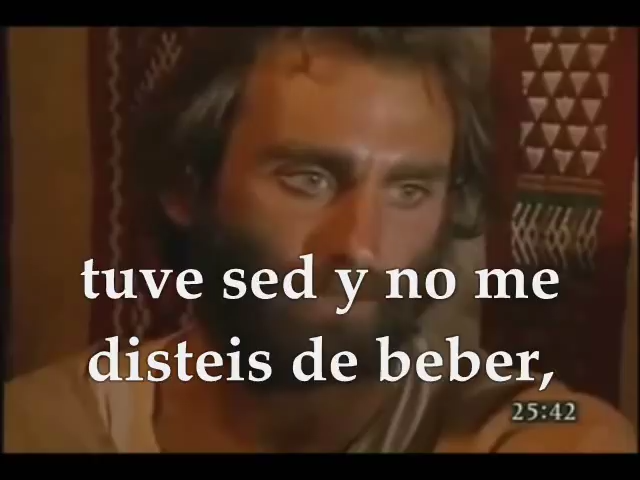 tuve sed y no me
disteis de beber,
25:42